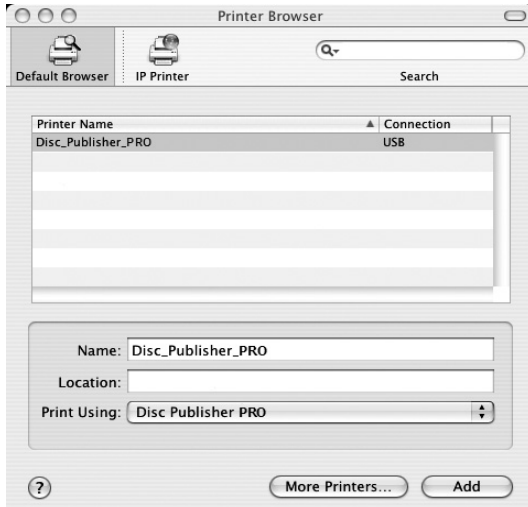 Printer Browser
Default Browser IP Printer Search
Printer Name Connection
Disc_Publisher_PRO USB
Name: Disc_Publisher_PRO
Location:
Print Using: Disc Publisher PRO
? More Printers... Add